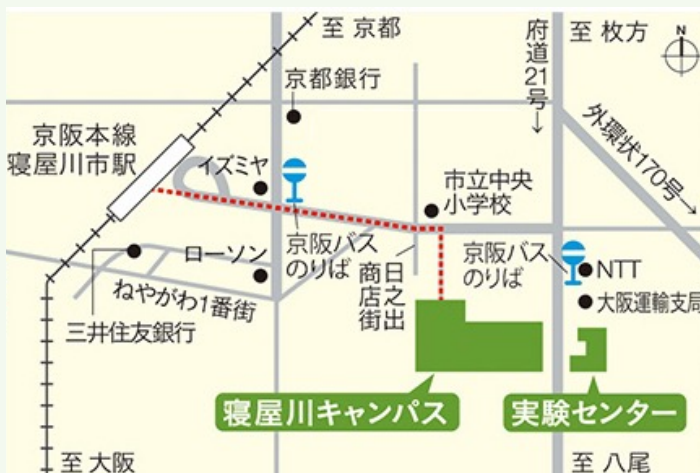 至 京都
府道21号→
至 枚方
N
京都銀行
外環状170号→
京阪本線
寝屋川市駅
イズミヤ
市立中央
小学校
京阪バス
のりば
京阪バス
のりば
NTT
ローソン
日之出
商店街
大阪運輸支局
ねやがわ1番街
三井住友銀行
寝屋川キャンパス
実験センター
至 大阪
至 八尾